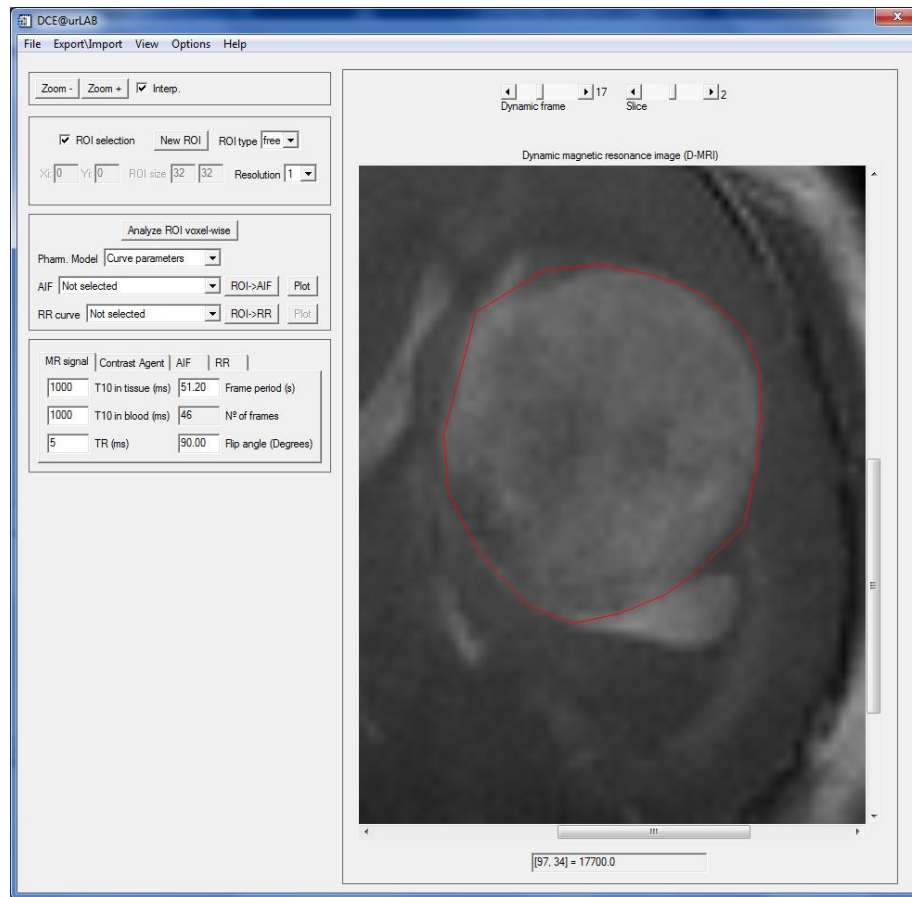 DCE@urLAB
File Export\Import View Options Help
Zoom - Zoom + Interp.
ROI selection New ROI ROI type free
Xr: 0 Yr: 0 ROI size 32 32 Resolution 1
Analyze ROI voxel-wise
Pharm. Model Curve parameters
AIF Not selected ROI->AIF Plot
RR curve Not selected ROI->RR Plot
MR signal Contrast Agent AIF RR
1000 T10 in tissue (ms) 51.20 Frame period (s)
1000 T10 in blood (ms) 46 Nº of frames
5 TR (ms) 90.00 Flip angle (Degrees)
17 2
Dynamic frame Slice
Dynamic magnetic resonance image (D-MRI)
[97, 34] = 17700.0